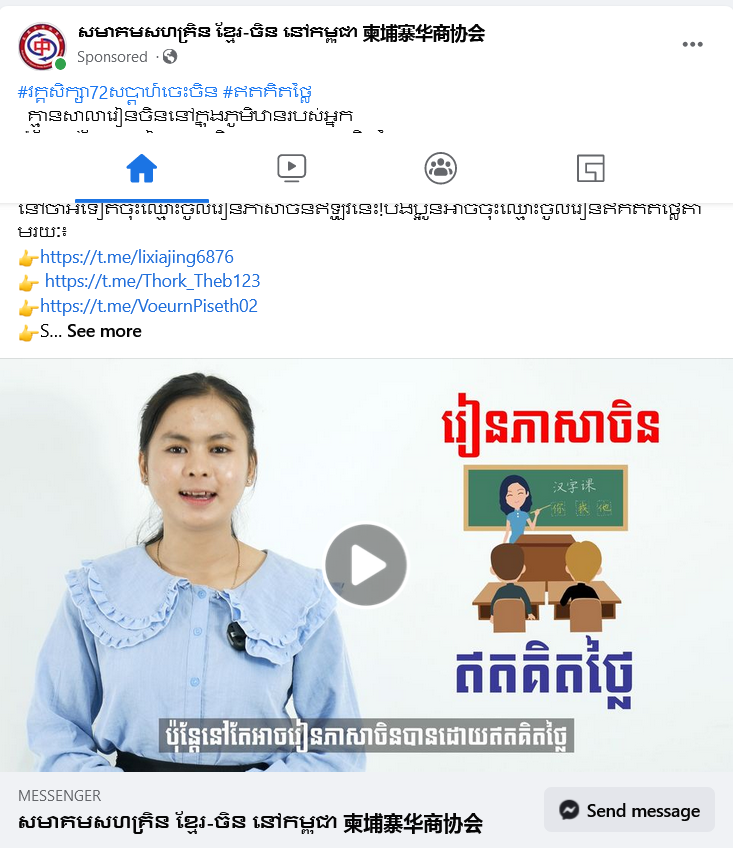 សមាគមសហគ្រិន ខ្មែរ-ចិន នៅកម្ពុជា 柬埔寨华商协会
Sponsored ·
#វគ្គសិក្សា72សប្តាហ៍ចេះចិន #ឥតគិតថ្លៃ
គ្មានសាលារៀនចិននៅក្នុងភូមិឋានរបស់អ្នក
នៅចាំអីទៀតចុះឈ្មោះចូលរៀនភាសាចិនឥឡូវនេះ!បងប្អូនអាចចុះឈ្មោះចូលរៀនឥតគិតថ្លៃតា
មរយៈ៖
👉https://t.me/lixiajing6876
👉 https://t.me/Thork_Theb123
👉https://t.me/VoeurnPiseth02
👉S... See more
រៀនភាសាចិន
汉字课
你 我 他
ឥតគិតថ្លៃ
ប៉ុន្តែនៅតែអាចរៀនភាសាចិនបានដោយឥតគិតថ្លៃ
MESSENGER
សមាគមសហគ្រិន ខ្មែរ-ចិន នៅកម្ពុជា 柬埔寨华商协会
Send message